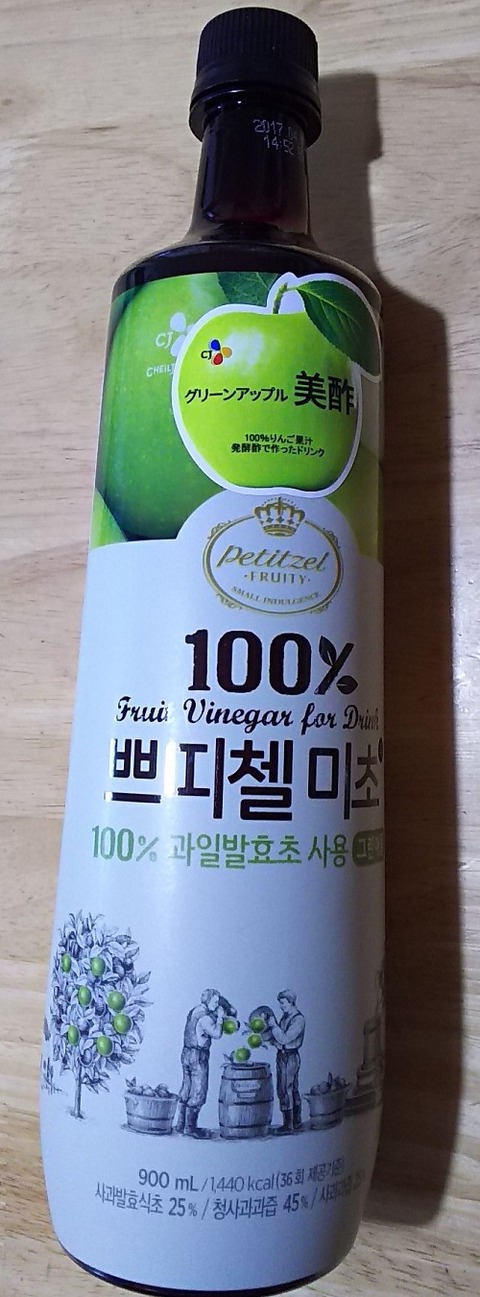 2017
14:52
CJ
CJ
グリーンアップル 美酢
100%りんご果汁
発酵酢で作ったドリンク
Petitzel
·FRUITY·
SMALL INDULGENCE
100%
Fruit Vinegar for Drink
쁘띠첼 미초
100% 과일발효초 사용
900 mL / 1,440 kcal (36회 제공기준)
사과발효식초 25% / 청사과과즙 45% /